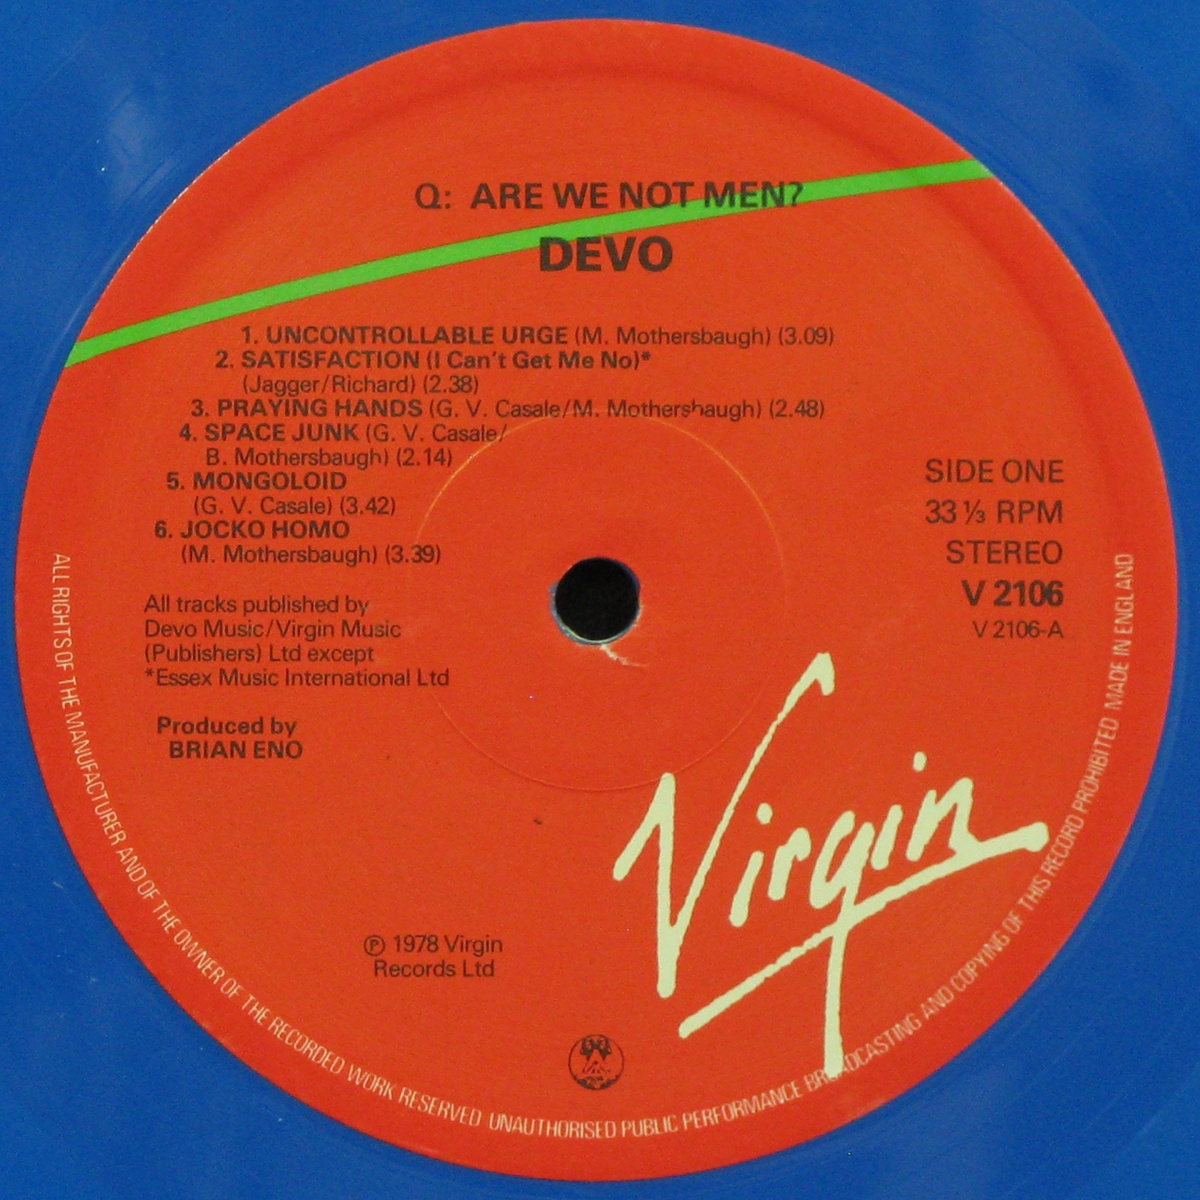 Q: ARE WE NOT MEN?
DEVO
1. UNCONTROLLABLE URGE (M. Mothersbaugh) (3.09)
2. SATISFACTION (I Can't Get Me No)*
(Jagger/Richard) (2.38)
3. PRAYING HANDS (G. V. Casale/M. Mothersbaugh) (2.48)
4. SPACE JUNK (G. V. Casale/
B. Mothersbaugh) (2.14)
5. MONGOLOID
(G. V. Casale) (3.42)
6. JOCKO HOMO
(M. Mothersbaugh) (3.39)
All tracks published by
Devo Music/Virgin Music
(Publishers) Ltd except
*Essex Music International Ltd
Produced by
BRIAN ENO
SIDE ONE
33 ⅓ RPM
STEREO
V 2106
V 2106-A
Virgin
℗ 1978 Virgin
Records Ltd
ALL RIGHTS OF THE MANUFACTURER AND OF THE OWNER OF THE RECORDED WORK RESERVED UNAUTHORISED PUBLIC PERFORMANCE BROADCASTING AND COPYING OF THIS RECORD PROHIBITED MADE IN ENGLAND